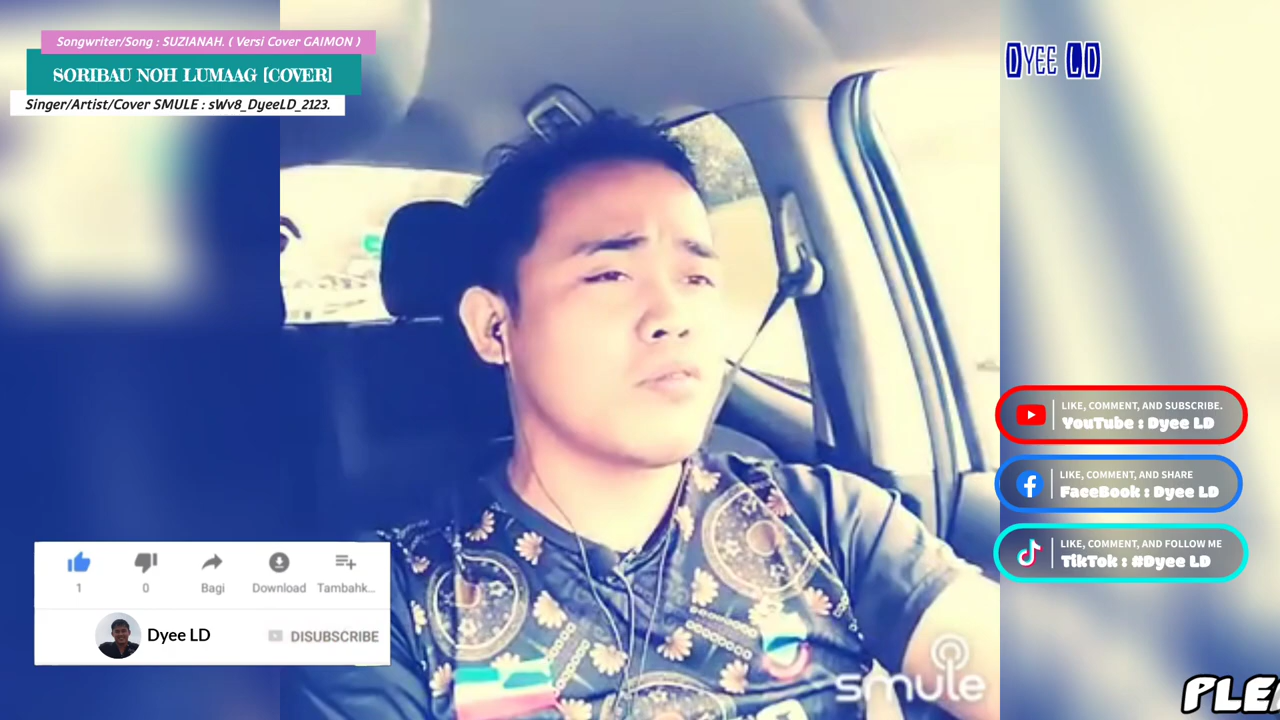 Songwriter/Song : SUZIANAH. ( Versi Cover GAIMON )
SORIBAU NOH LUMAAG [COVER]
Singer/Artist/Cover SMULE : sWv8_DyeeLD_2123.
DYEE LD
LIKE, COMMENT, AND SUBSCRIBE.
YouTube : Dyee LD
LIKE, COMMENT, AND SHARE
FaceBook : Dyee LD
LIKE, COMMENT, AND FOLLOW ME
TikTok : #Dyee LD
1
0
Bagi
Download
Tambahk...
Dyee LD
DISUBSCRIBE
smule